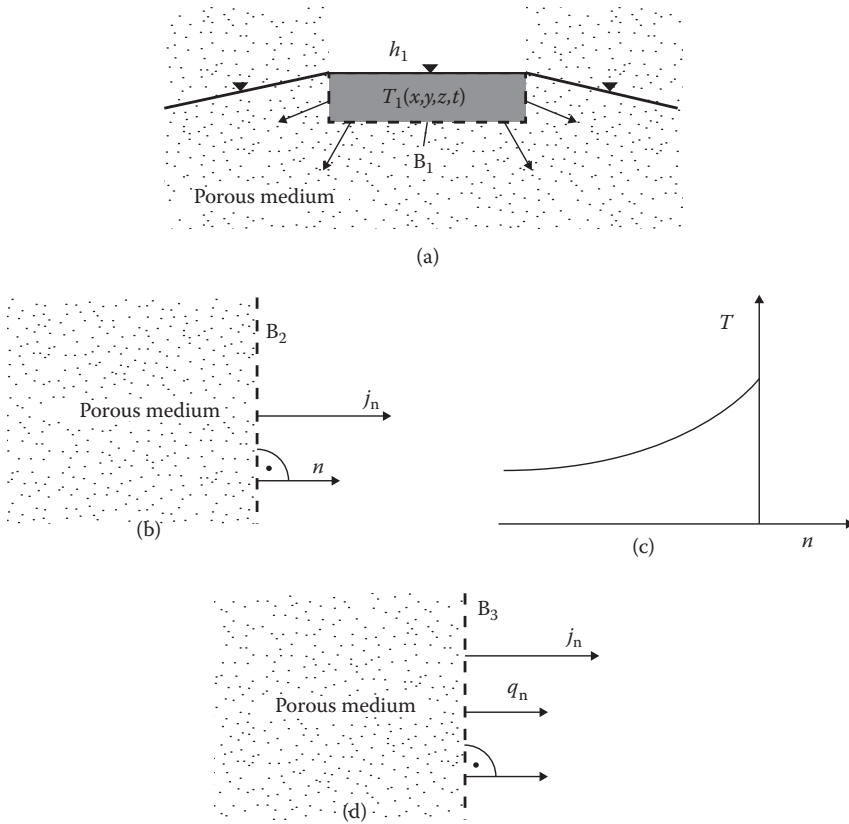 h₁
T₁(x,y,z,t)
B₁
Porous medium
(a)
B₂
Porous medium
jₙ
n
(b)
T
n
(c)
B₃
jₙ
Porous medium
qₙ
(d)